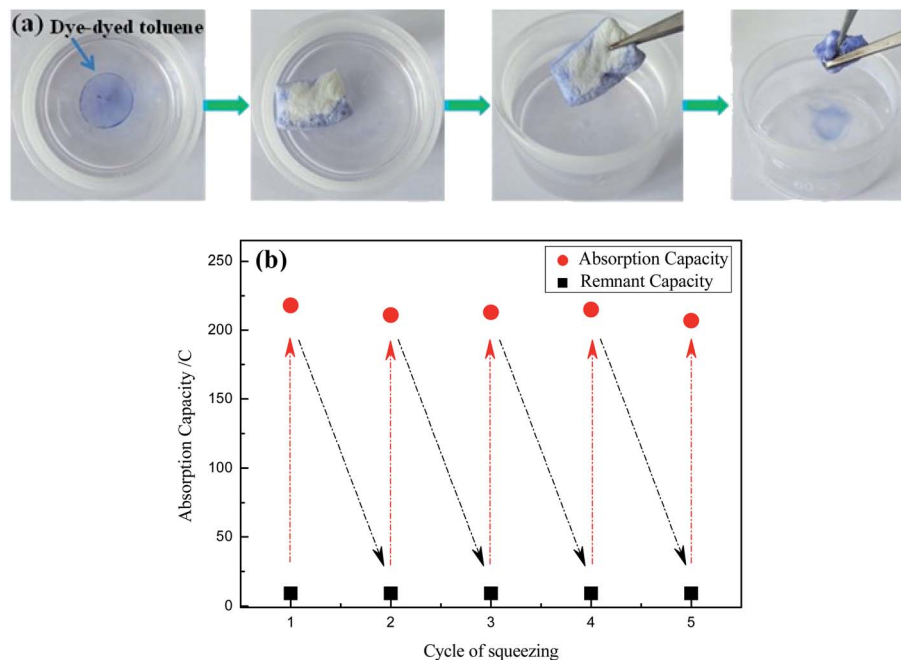 (a) Dye-dyed toluene
(b)
Absorption Capacity
Remnant Capacity
250
200
150
100
50
0
Absorption Capacity /C
1 2 3 4 5
Cycle of squeezing